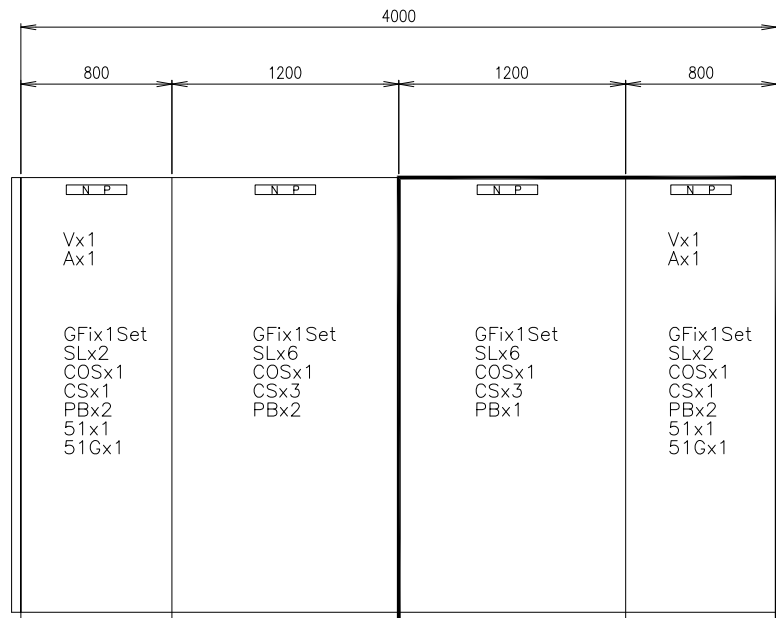 4000
800
1200
1200
800
N P
N P
N P
N P
Vx1
Ax1
GFix1Set
SLx2
COSx1
CSx1
PBx2
51x1
51Gx1
GFix1Set
SLx6
COSx1
CSx3
PBx2
GFix1Set
SLx6
COSx1
CSx3
PBx1
Vx1
Ax1
GFix1Set
SLx2
COSx1
CSx1
PBx2
51x1
51Gx1